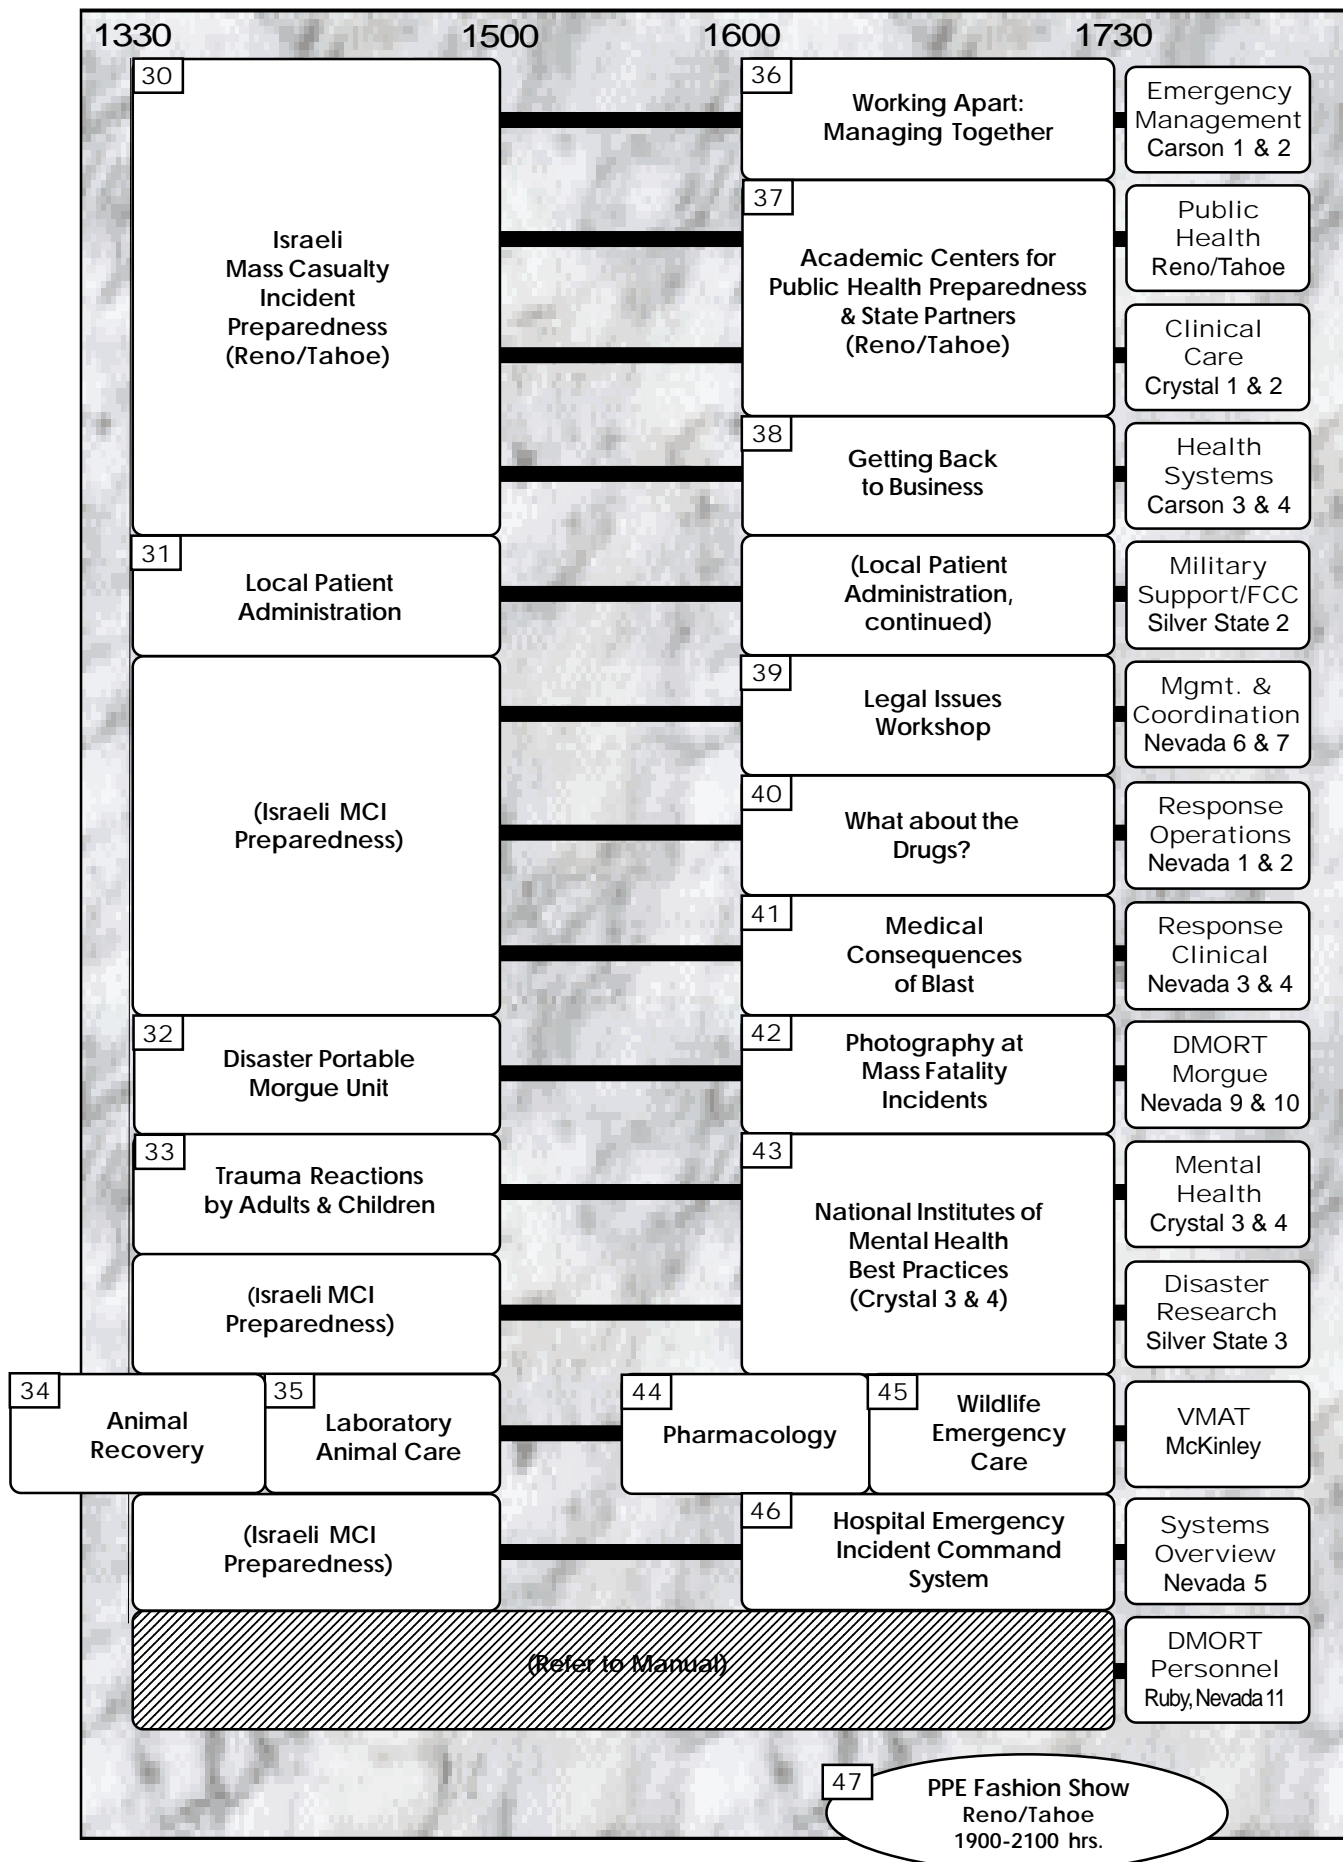 1330 1500 1600 1730
30
Israeli
Mass Casualty
Incident
Preparedness
(Reno/Tahoe)
36
Working Apart:
Managing Together
Emergency
Management
Carson 1 & 2
37
Academic Centers for
Public Health Preparedness
& State Partners
(Reno/Tahoe)
Public
Health
Reno/Tahoe
Clinical
Care
Crystal 1 & 2
38
Getting Back
to Business
Health
Systems
Carson 3 & 4
31
Local Patient
Administration
(Local Patient
Administration,
continued)
Military
Support/FCC
Silver State 2
(Israeli MCI
Preparedness)
39
Legal Issues
Workshop
Mgmt. &
Coordination
Nevada 6 & 7
40
What about the
Drugs?
Response
Operations
Nevada 1 & 2
41
Medical
Consequences
of Blast
Response
Clinical
Nevada 3 & 4
32
Disaster Portable
Morgue Unit
42
Photography at
Mass Fatality
Incidents
DMORT
Morgue
Nevada 9 & 10
33
Trauma Reactions
by Adults & Children
43
National Institutes of
Mental Health
Best Practices
(Crystal 3 & 4)
Mental
Health
Crystal 3 & 4
(Israeli MCI
Preparedness)
Disaster
Research
Silver State 3
34
Animal
Recovery
35
Laboratory
Animal Care
44
Pharmacology
45
Wildlife
Emergency
Care
VMAT
McKinley
(Israeli MCI
Preparedness)
46
Hospital Emergency
Incident Command
System
Systems
Overview
Nevada 5
(Refer to Manual)
DMORT
Personnel
Ruby, Nevada 11
47
PPE Fashion Show
Reno/Tahoe
1900-2100 hrs.